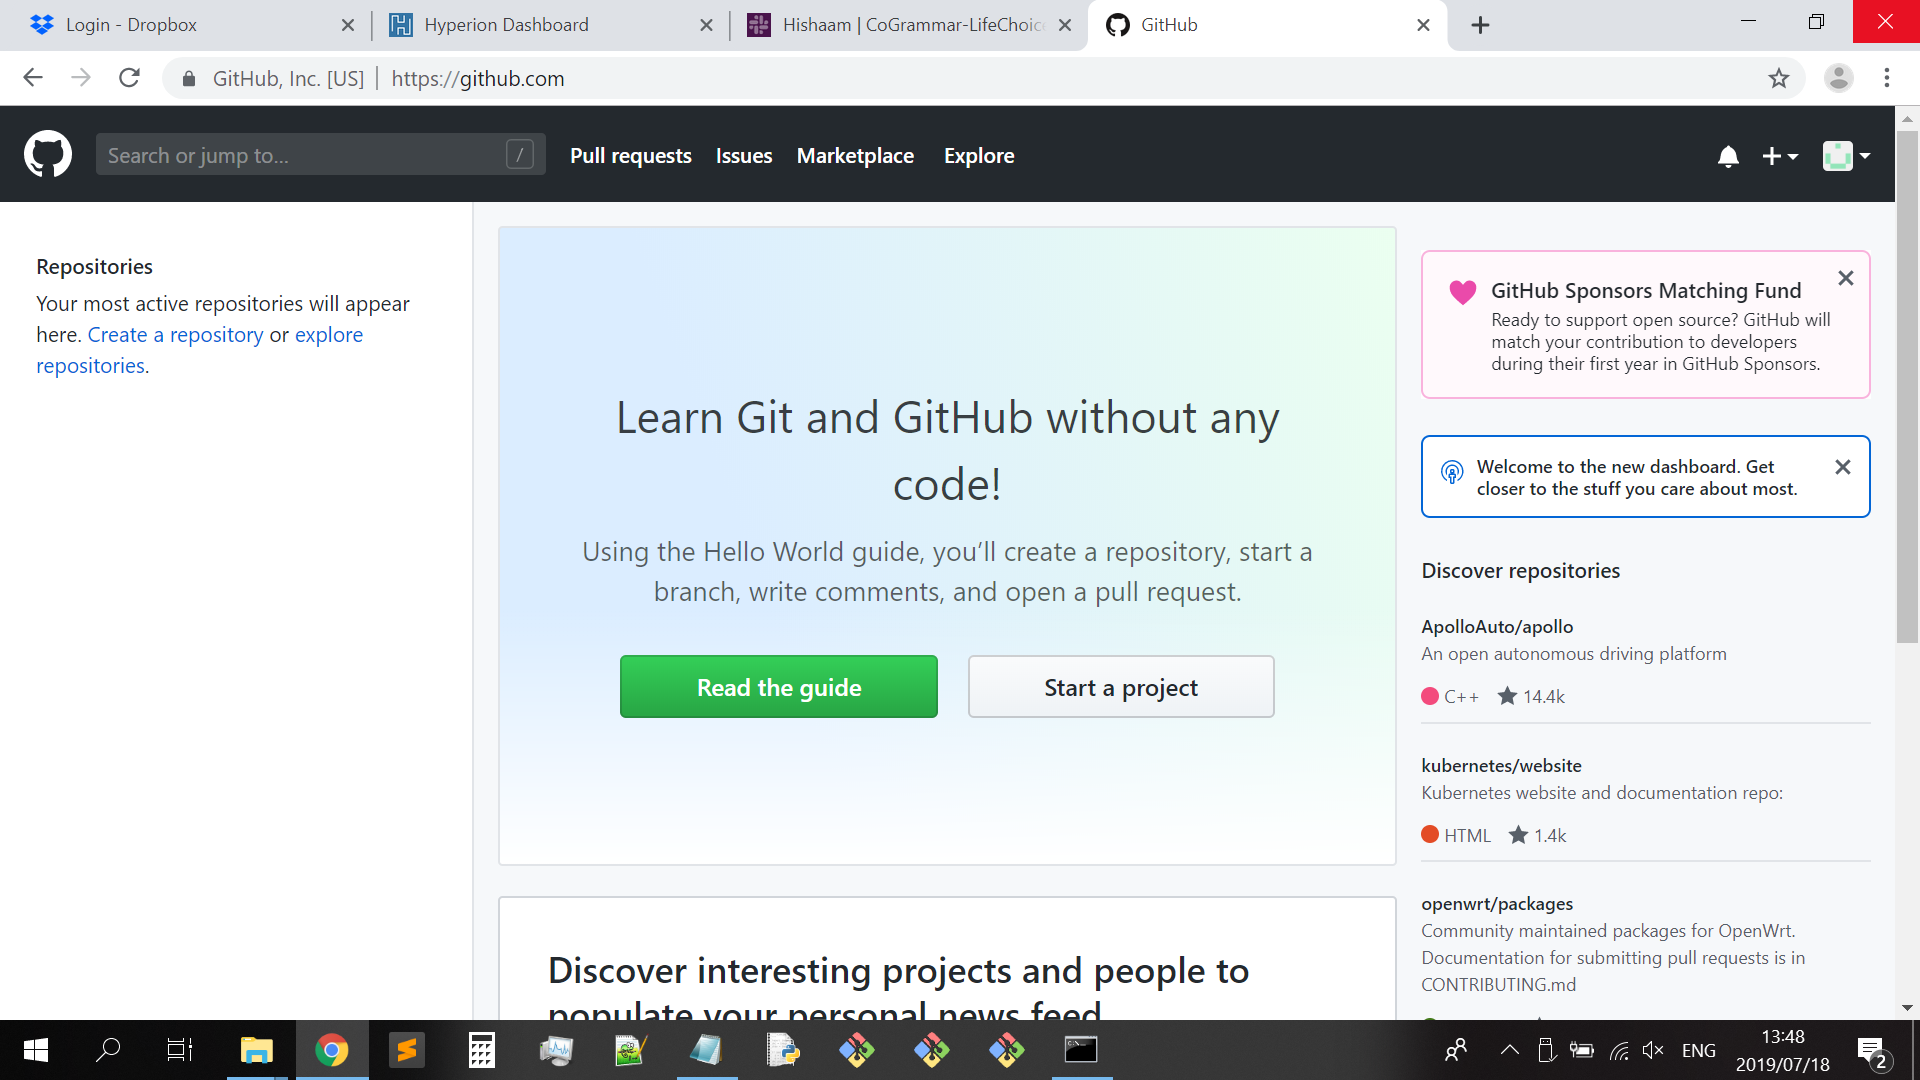 Login - Dropbox
Hyperion Dashboard
Hishaam | CoGrammar-LifeChoice
GitHub
GitHub, Inc. [US] | https://github.com
Search or jump to...
/
Pull requests
Issues
Marketplace
Explore
Repositories
Your most active repositories will appear
here. Create a repository or explore
repositories.
Learn Git and GitHub without any
code!
Using the Hello World guide, you’ll create a repository, start a
branch, write comments, and open a pull request.
Read the guide
Start a project
Discover interesting projects and people to
populate your personal news feed
GitHub Sponsors Matching Fund
Ready to support open source? GitHub will
match your contribution to developers
during their first year in GitHub Sponsors.
Welcome to the new dashboard. Get
closer to the stuff you care about most.
Discover repositories
ApolloAuto/apollo
An open autonomous driving platform
C++ 14.4k
kubernetes/website
Kubernetes website and documentation repo:
HTML 1.4k
openwrt/packages
Community maintained packages for OpenWrt.
Documentation for submitting pull requests is in
CONTRIBUTING.md
ENG
13:48
2019/07/18
2